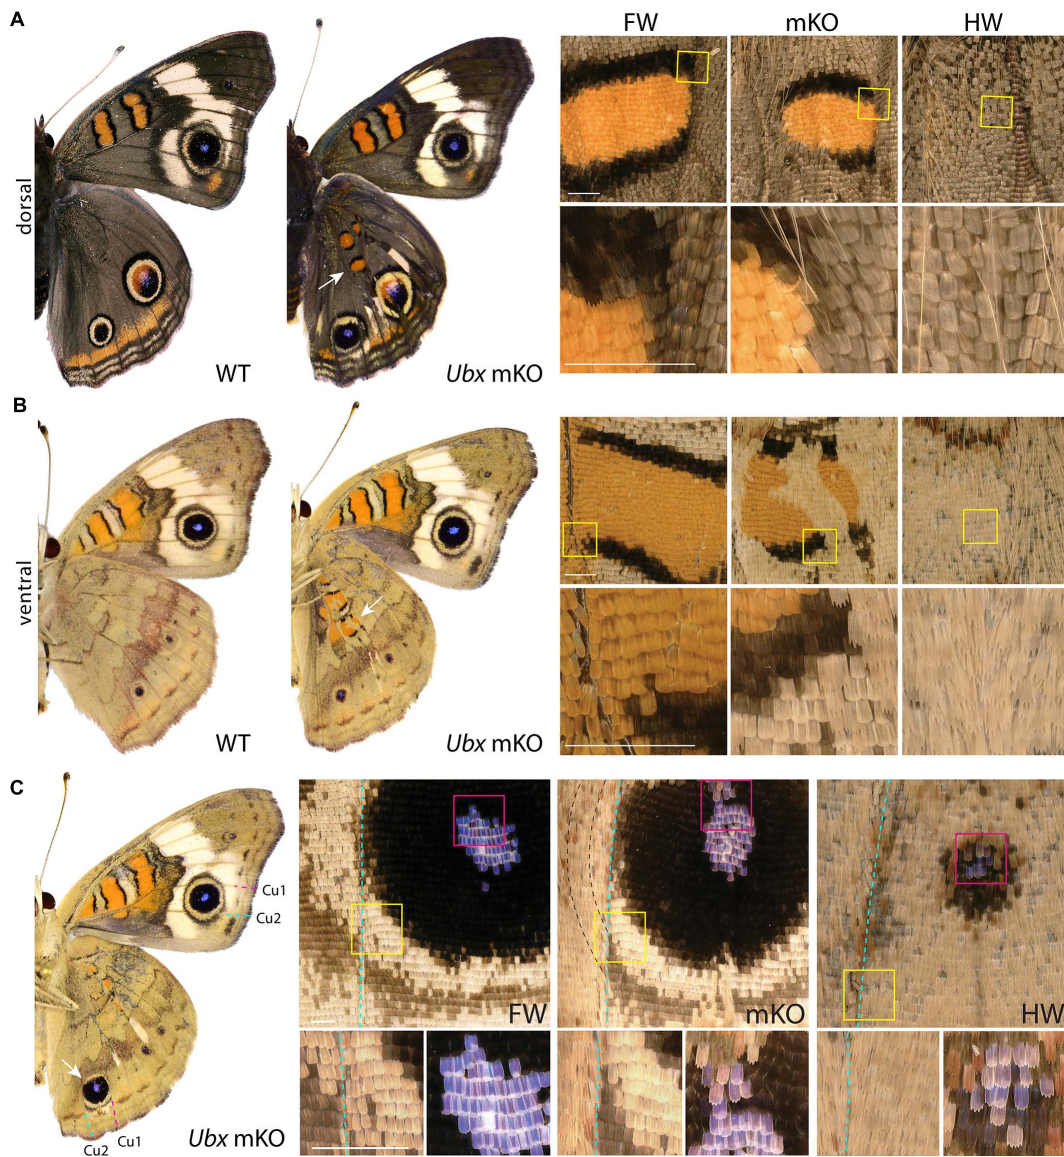 A
FW
mKO
HW
dorsal
WT
Ubx mKO
B
ventral
WT
Ubx mKO
C
Cu1
Cu2
FW
mKO
HW
Cu2
Cu1
Ubx mKO